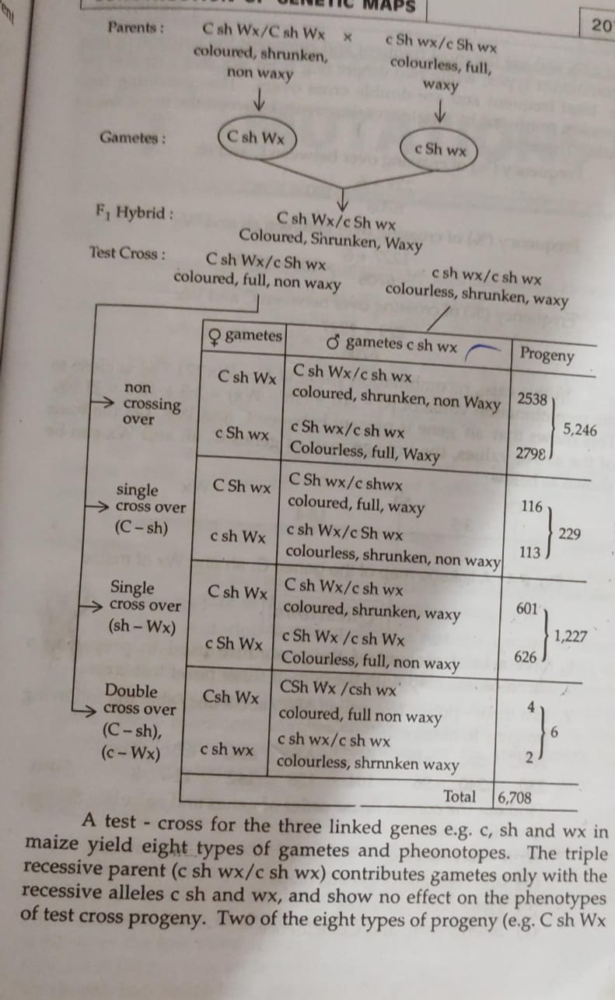 OF GENETIC MAPS
20
ent
Parents : C sh Wx/C sh Wx × c Sh wx/c Sh wx
coloured, shrunken, colourless, full,
non waxy waxy
Gametes : C sh Wx c Sh wx
F1 Hybrid : C sh Wx/c Sh wx
Coloured, Shrunken, Waxy
Test Cross : C sh Wx/c Sh wx c sh wx/c sh wx
coloured, full, non waxy colourless, shrunken, waxy
♀ gametes ♂ gametes c sh wx Progeny
non
crossing
over
C sh Wx C sh Wx/c sh wx
coloured, shrunken, non Waxy 2538
5,246
c Sh wx c Sh wx/c sh wx
Colourless, full, Waxy 2798
single
cross over
(C – sh)
C Sh wx C Sh wx/c shwx
coloured, full, waxy 116
229
c sh Wx c sh Wx/c Sh wx
colourless, shrunken, non waxy 113
Single
cross over
(sh – Wx)
C sh Wx C sh Wx/c sh wx
coloured, shrunken, waxy 601
1,227
c Sh Wx c Sh Wx /c sh Wx
Colourless, full, non waxy 626
Double
cross over
(C – sh),
(c – Wx)
Csh Wx CSh Wx /csh wx
coloured, full non waxy 4
6
c sh wx c sh wx/c sh wx
colourless, shrnnken waxy 2
Total 6,708
A test - cross for the three linked genes e.g. c, sh and wx in
maize yield eight types of gametes and pheonotopes. The triple
recessive parent (c sh wx/c sh wx) contributes gametes only with the
recessive alleles c sh and wx, and show no effect on the phenotypes
of test cross progeny. Two of the eight types of progeny (e.g. C sh Wx